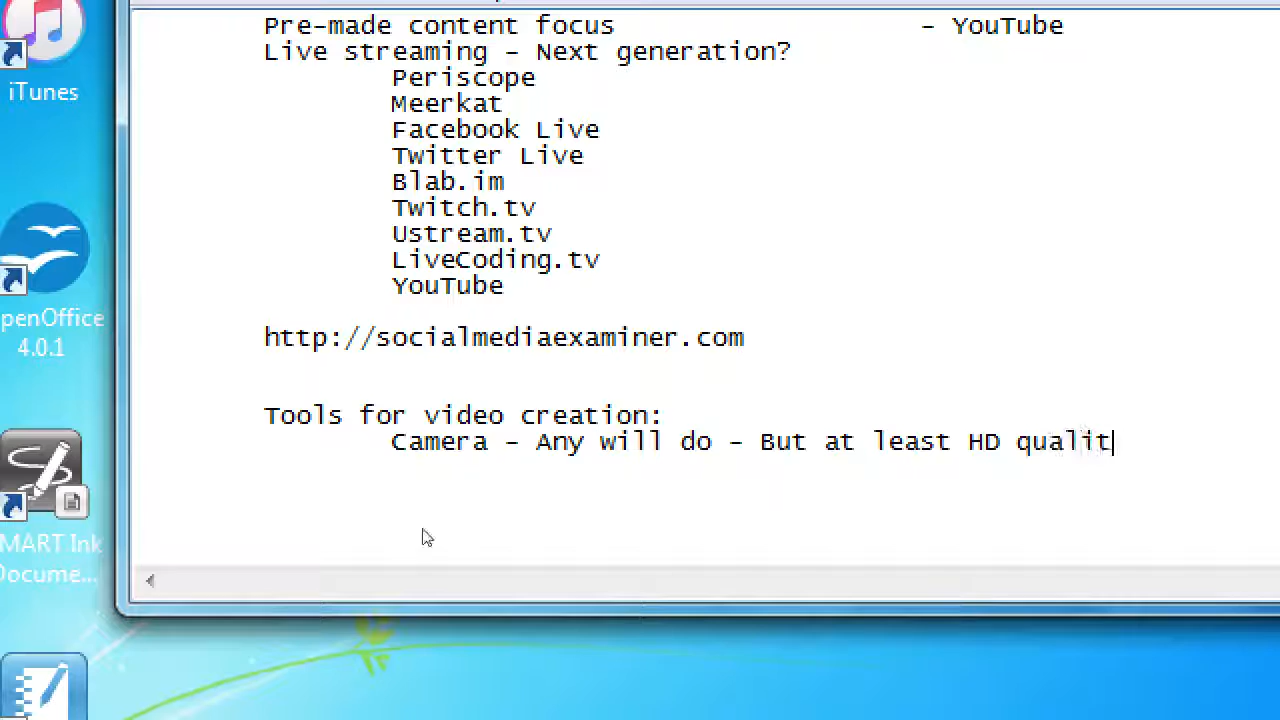 Pre-made content focus – YouTube
Live streaming – Next generation?
Periscope
Meerkat
Facebook Live
Twitter Live
Blab.im
Twitch.tv
Ustream.tv
LiveCoding.tv
YouTube
http://socialmediaexaminer.com
Tools for video creation:
Camera – Any will do – But at least HD qualit
iTunes
penOffice
4.0.1
MART Ink
Docume...